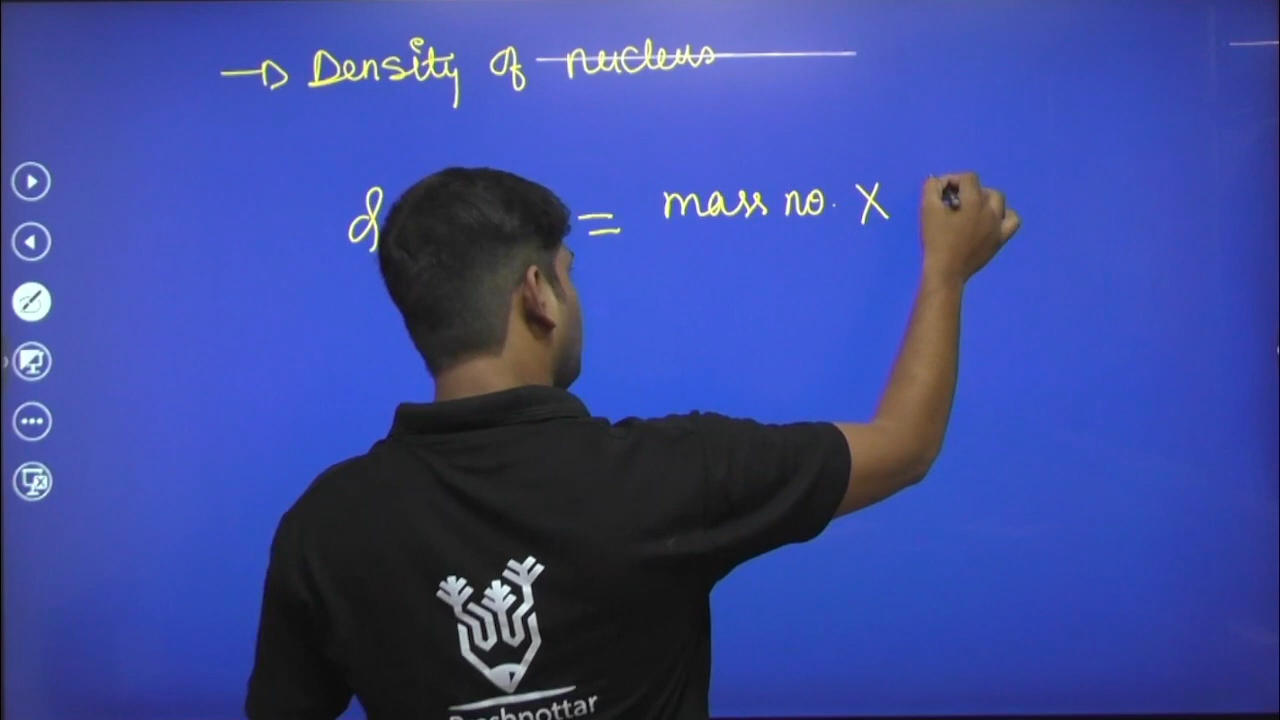 → Density of nucleus
d = mass no. X